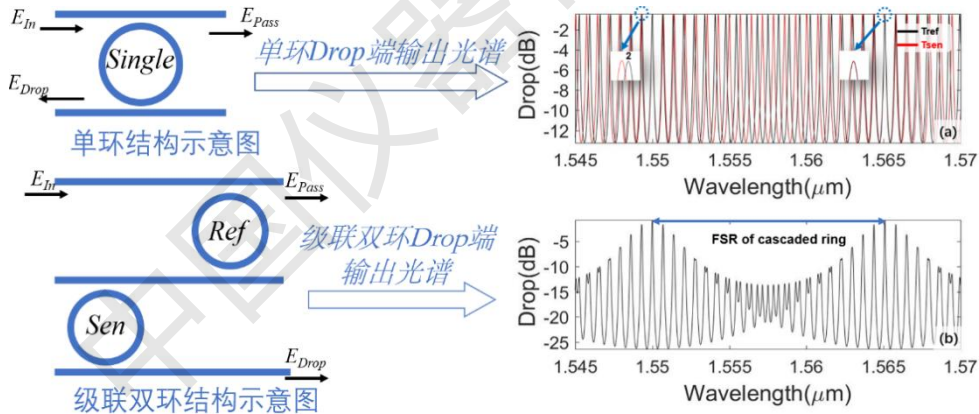 E_In
E_Pass
Single
E_Drop
单环结构示意图
单环Drop端输出光谱
Drop(dB)
-2
-4
-6
-8
-10
-12
2
Tref
Tsen
(a)
1.545
1.55
1.555
1.56
1.565
1.57
Wavelength(μm)
E_In
E_Pass
Ref
Sen
E_Drop
级联双环结构示意图
级联双环Drop端
输出光谱
Drop(dB)
-5
-10
-15
-20
-25
FSR of cascaded ring
(b)
1.545
1.55
1.555
1.56
1.565
1.57
Wavelength(μm)
中国仪器